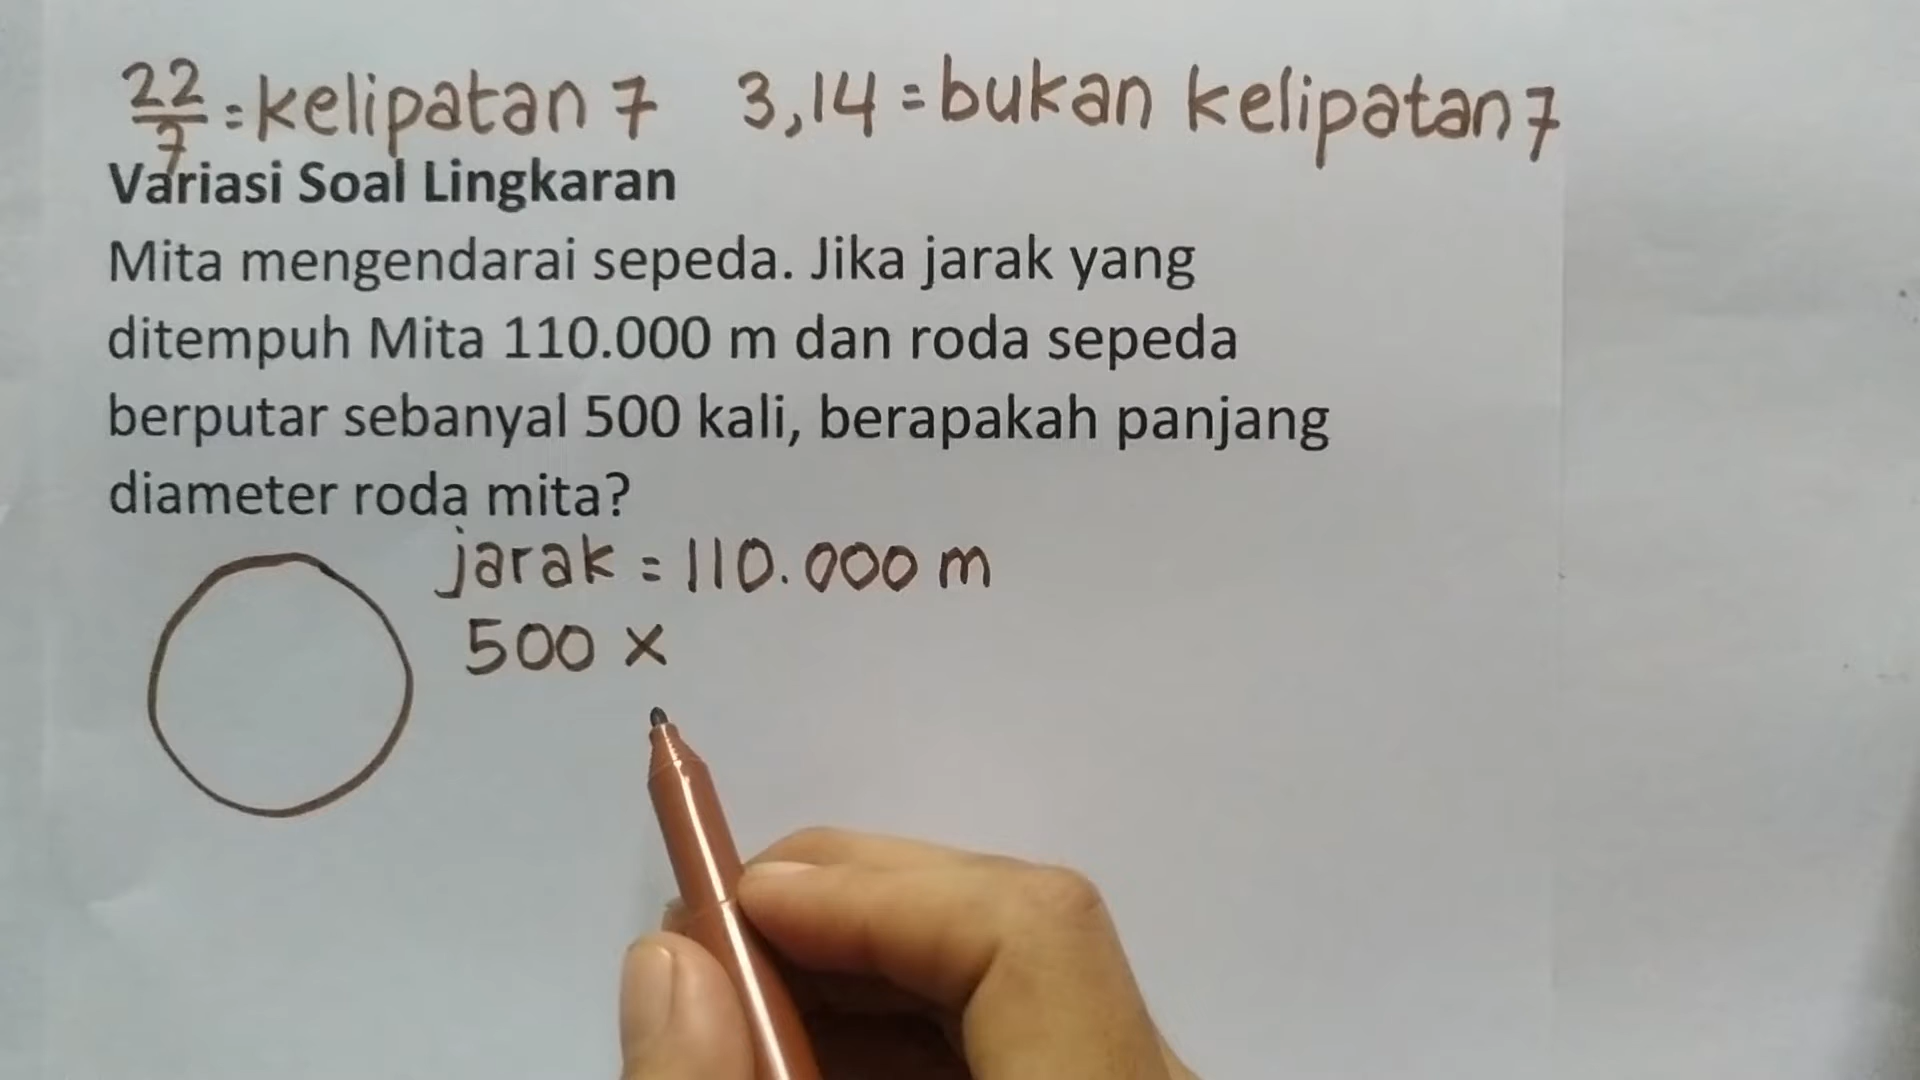 22/7 = kelipatan 7 3,14 = bukan kelipatan 7
Variasi Soal Lingkaran
Mita mengendarai sepeda. Jika jarak yang
ditempuh Mita 110.000 m dan roda sepeda
berputar sebanyal 500 kali, berapakah panjang
diameter roda mita?
jarak = 110.000 m
500 ×